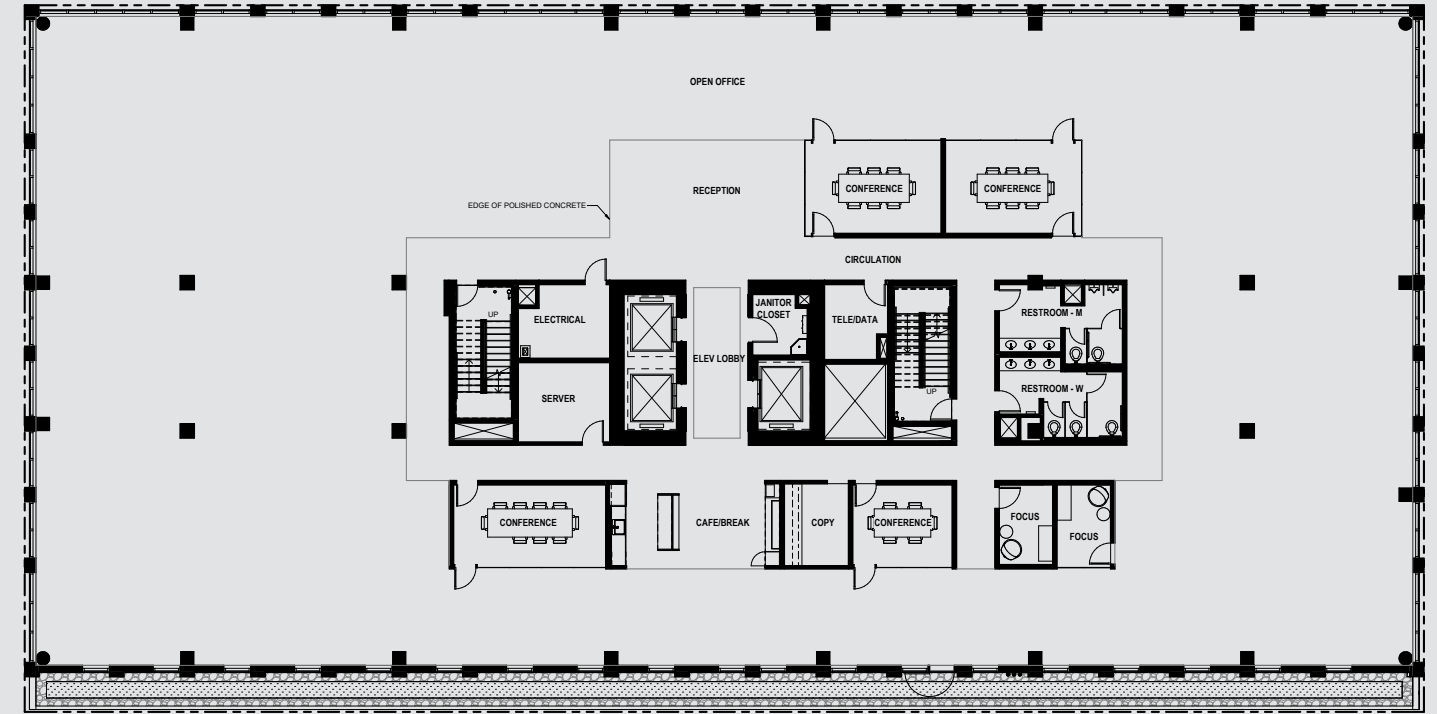 OPEN OFFICE
RECEPTION
CONFERENCE
CONFERENCE
EDGE OF POLISHED CONCRETE
CIRCULATION
UP
ELECTRICAL
JANITOR
CLOSET
TELE/DATA
RESTROOM - M
ELEV LOBBY
SERVER
UP
RESTROOM - W
CONFERENCE
CAFE/BREAK
COPY
CONFERENCE
FOCUS
FOCUS